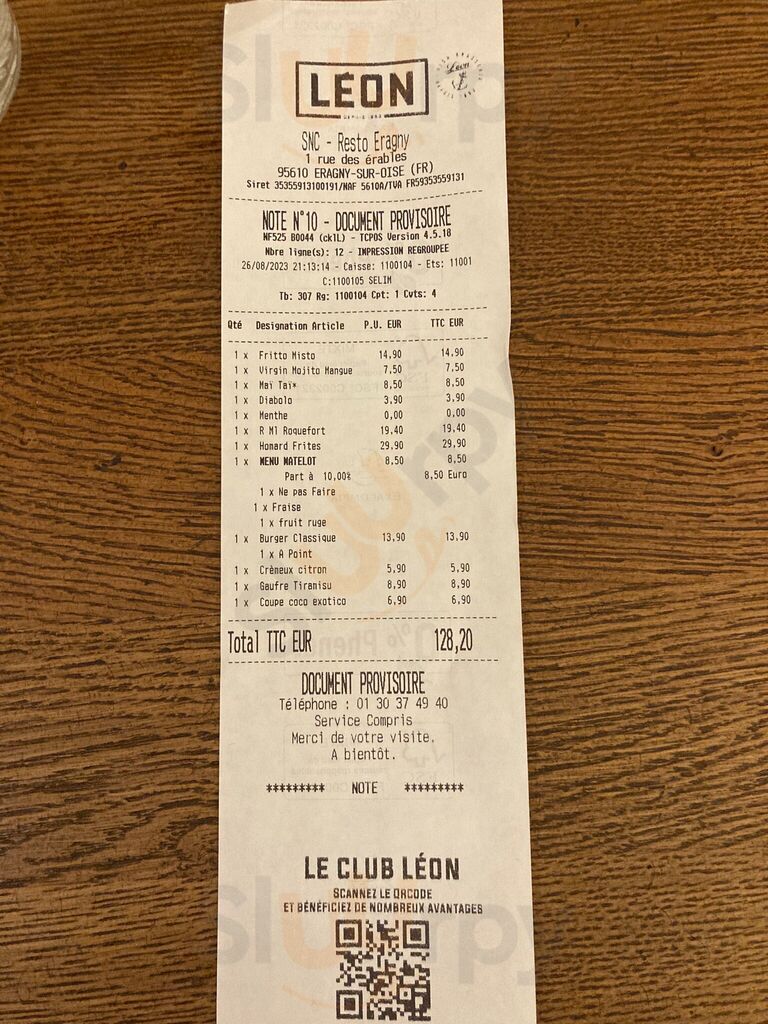 LÉON
SNC - Resto Eragny
1 rue des érables
95610 ERAGNY-SUR-OISE (FR)
Siret 35355913100191/NAF 5610A/TVA FR59353559131
NOTE N°10 - DOCUMENT PROVISOIRE
NF525 B0044 (ck1L) - TCPOS Version 4.5.18
Nbre ligne(s): 12 - IMPRESSION REGROUPEE
26/08/2023 21:13:14 - Caisse: 1100104 - Ets: 11001
C:1100105 SELIM
Tb: 307 Rg: 1100104 Cpt: 1 Cvts: 4
Qté Designation Article P.U. EUR TTC EUR
1 x Fritto Misto 14,90 14,90
1 x Virgin Mojito Mangue 7,50 7,50
1 x Maï Taï* 8,50 8,50
1 x Diabolo 3,90 3,90
1 x Menthe 0,00 0,00
1 x R Ml Roquefort 19,40 19,40
1 x Homard Frites 29,90 29,90
1 x MENU MATELOT 8,50 8,50
Part à 10,00% 8,50 Euro
1 x Ne pas Faire
1 x Fraise
1 x fruit ruge
1 x Burger Classique 13,90 13,90
1 x A Point
1 x Crèmeux citron 5,90 5,90
1 x Gaufre Tiramisu 8,90 8,90
1 x Coupe coco exotico 6,90 6,90
Total TTC EUR 128,20
DOCUMENT PROVISOIRE
Téléphone : 01 30 37 49 40
Service Compris
Merci de votre visite.
A bientôt.
********* NOTE *********
LE CLUB LÉON
SCANNEZ LE QRCODE
ET BÉNÉFICIEZ DE NOMBREUX AVANTAGES